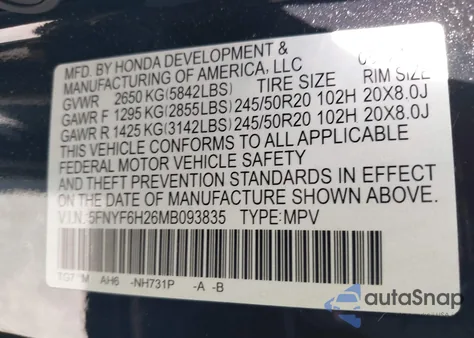 MFD. BY HONDA DEVELOPMENT &
MANUFACTURING OF AMERICA, LLC
GVWR 2650 KG(5842LBS) TIRE SIZE RIM SIZE
GAWR F 1295 KG(2855LBS) 245/50R20 102H 20X8.0J
GAWR R 1425 KG(3142LBS) 245/50R20 102H 20X8.0J
THIS VEHICLE CONFORMS TO ALL APPLICABLE
FEDERAL MOTOR VEHICLE SAFETY
AND THEFT PREVENTION STANDARDS IN EFFECT
ON THE DATE OF MANUFACTURE SHOWN ABOVE.
V.I.N.:5FNYF6H26MB093835 TYPE:MPV
AH6 -NH731P -A -B
autoSnap